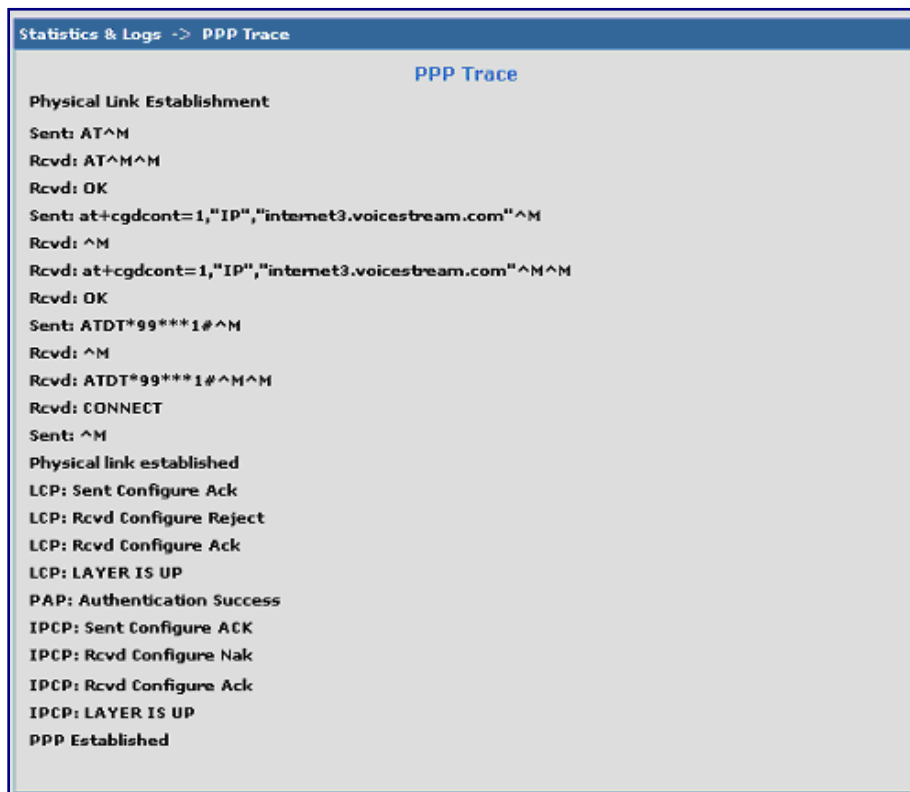 Statistics & Logs -> PPP Trace
PPP Trace
Physical Link Establishment
Sent: AT^M
Rcvd: AT^M^M
Rcvd: OK
Sent: at+cgdcont=1,"IP","internet3.voicestream.com"^M
Rcvd: ^M
Rcvd: at+cgdcont=1,"IP","internet3.voicestream.com"^M^M
Rcvd: OK
Sent: ATDT*99***1#^M
Rcvd: ^M
Rcvd: ATDT*99***1#^M^M
Rcvd: CONNECT
Sent: ^M
Physical link established
LCP: Sent Configure Ack
LCP: Rcvd Configure Reject
LCP: Rcvd Configure Ack
LCP: LAYER IS UP
PAP: Authentication Success
IPCP: Sent Configure ACK
IPCP: Rcvd Configure Nak
IPCP: Rcvd Configure Ack
IPCP: LAYER IS UP
PPP Established